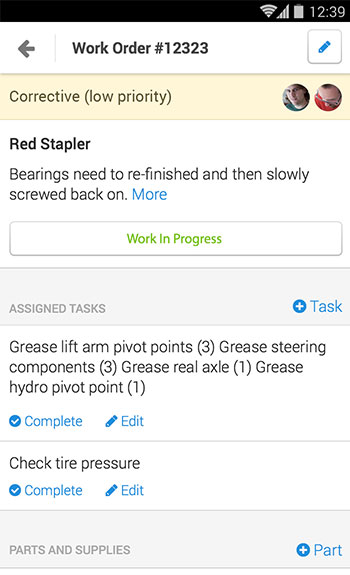 12:39
Work Order #12323
Corrective (low priority)
Red Stapler
Bearings need to re-finished and then slowly
screwed back on. More
Work In Progress
ASSIGNED TASKS
Task
Grease lift arm pivot points (3) Grease steering
components (3) Grease real axle (1) Grease
hydro pivot point (1)
Complete Edit
Check tire pressure
Complete Edit
PARTS AND SUPPLIES
Part